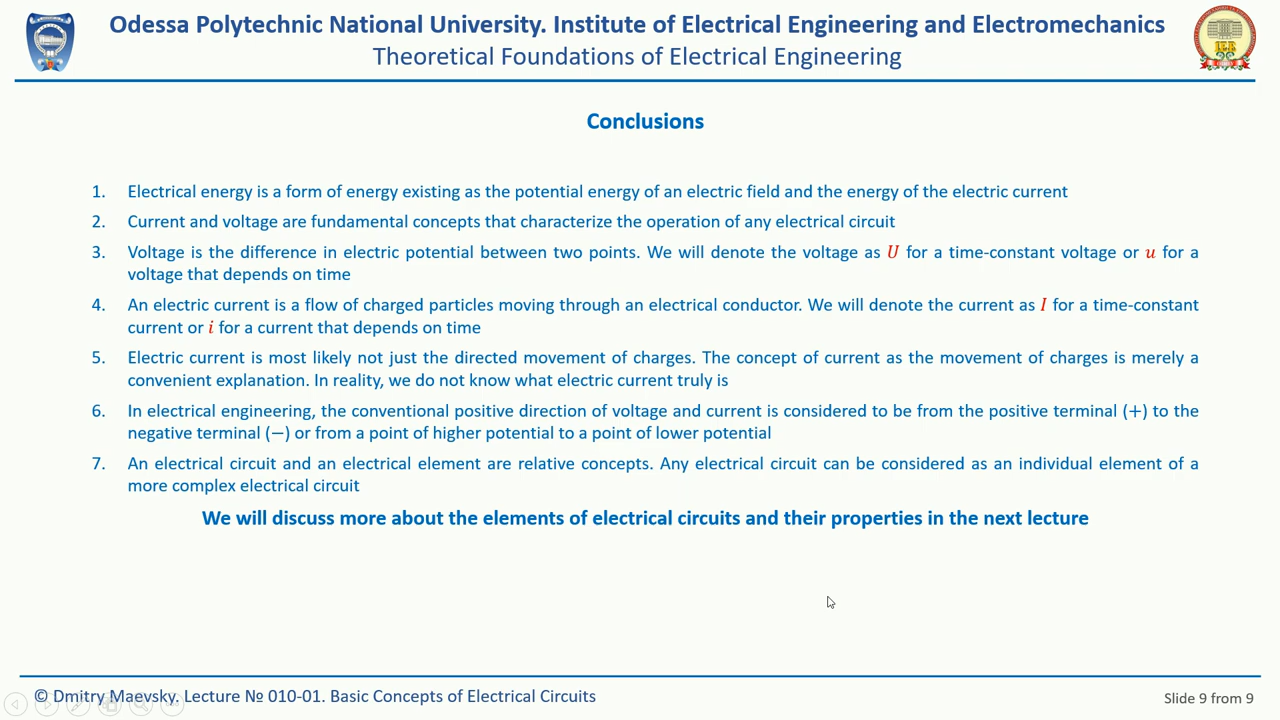 Odessa Polytechnic National University. Institute of Electrical Engineering and Electromechanics
Theoretical Foundations of Electrical Engineering
Conclusions
1. Electrical energy is a form of energy existing as the potential energy of an electric field and the energy of the electric current
2. Current and voltage are fundamental concepts that characterize the operation of any electrical circuit
3. Voltage is the difference in electric potential between two points. We will denote the voltage as U for a time-constant voltage or u for a
voltage that depends on time
4. An electric current is a flow of charged particles moving through an electrical conductor. We will denote the current as I for a time-constant
current or i for a current that depends on time
5. Electric current is most likely not just the directed movement of charges. The concept of current as the movement of charges is merely a
convenient explanation. In reality, we do not know what electric current truly is
6. In electrical engineering, the conventional positive direction of voltage and current is considered to be from the positive terminal (+) to the
negative terminal (−) or from a point of higher potential to a point of lower potential
7. An electrical circuit and an electrical element are relative concepts. Any electrical circuit can be considered as an individual element of a
more complex electrical circuit
We will discuss more about the elements of electrical circuits and their properties in the next lecture
© Dmitry Maevsky. Lecture № 010-01. Basic Concepts of Electrical Circuits
Slide 9 from 9